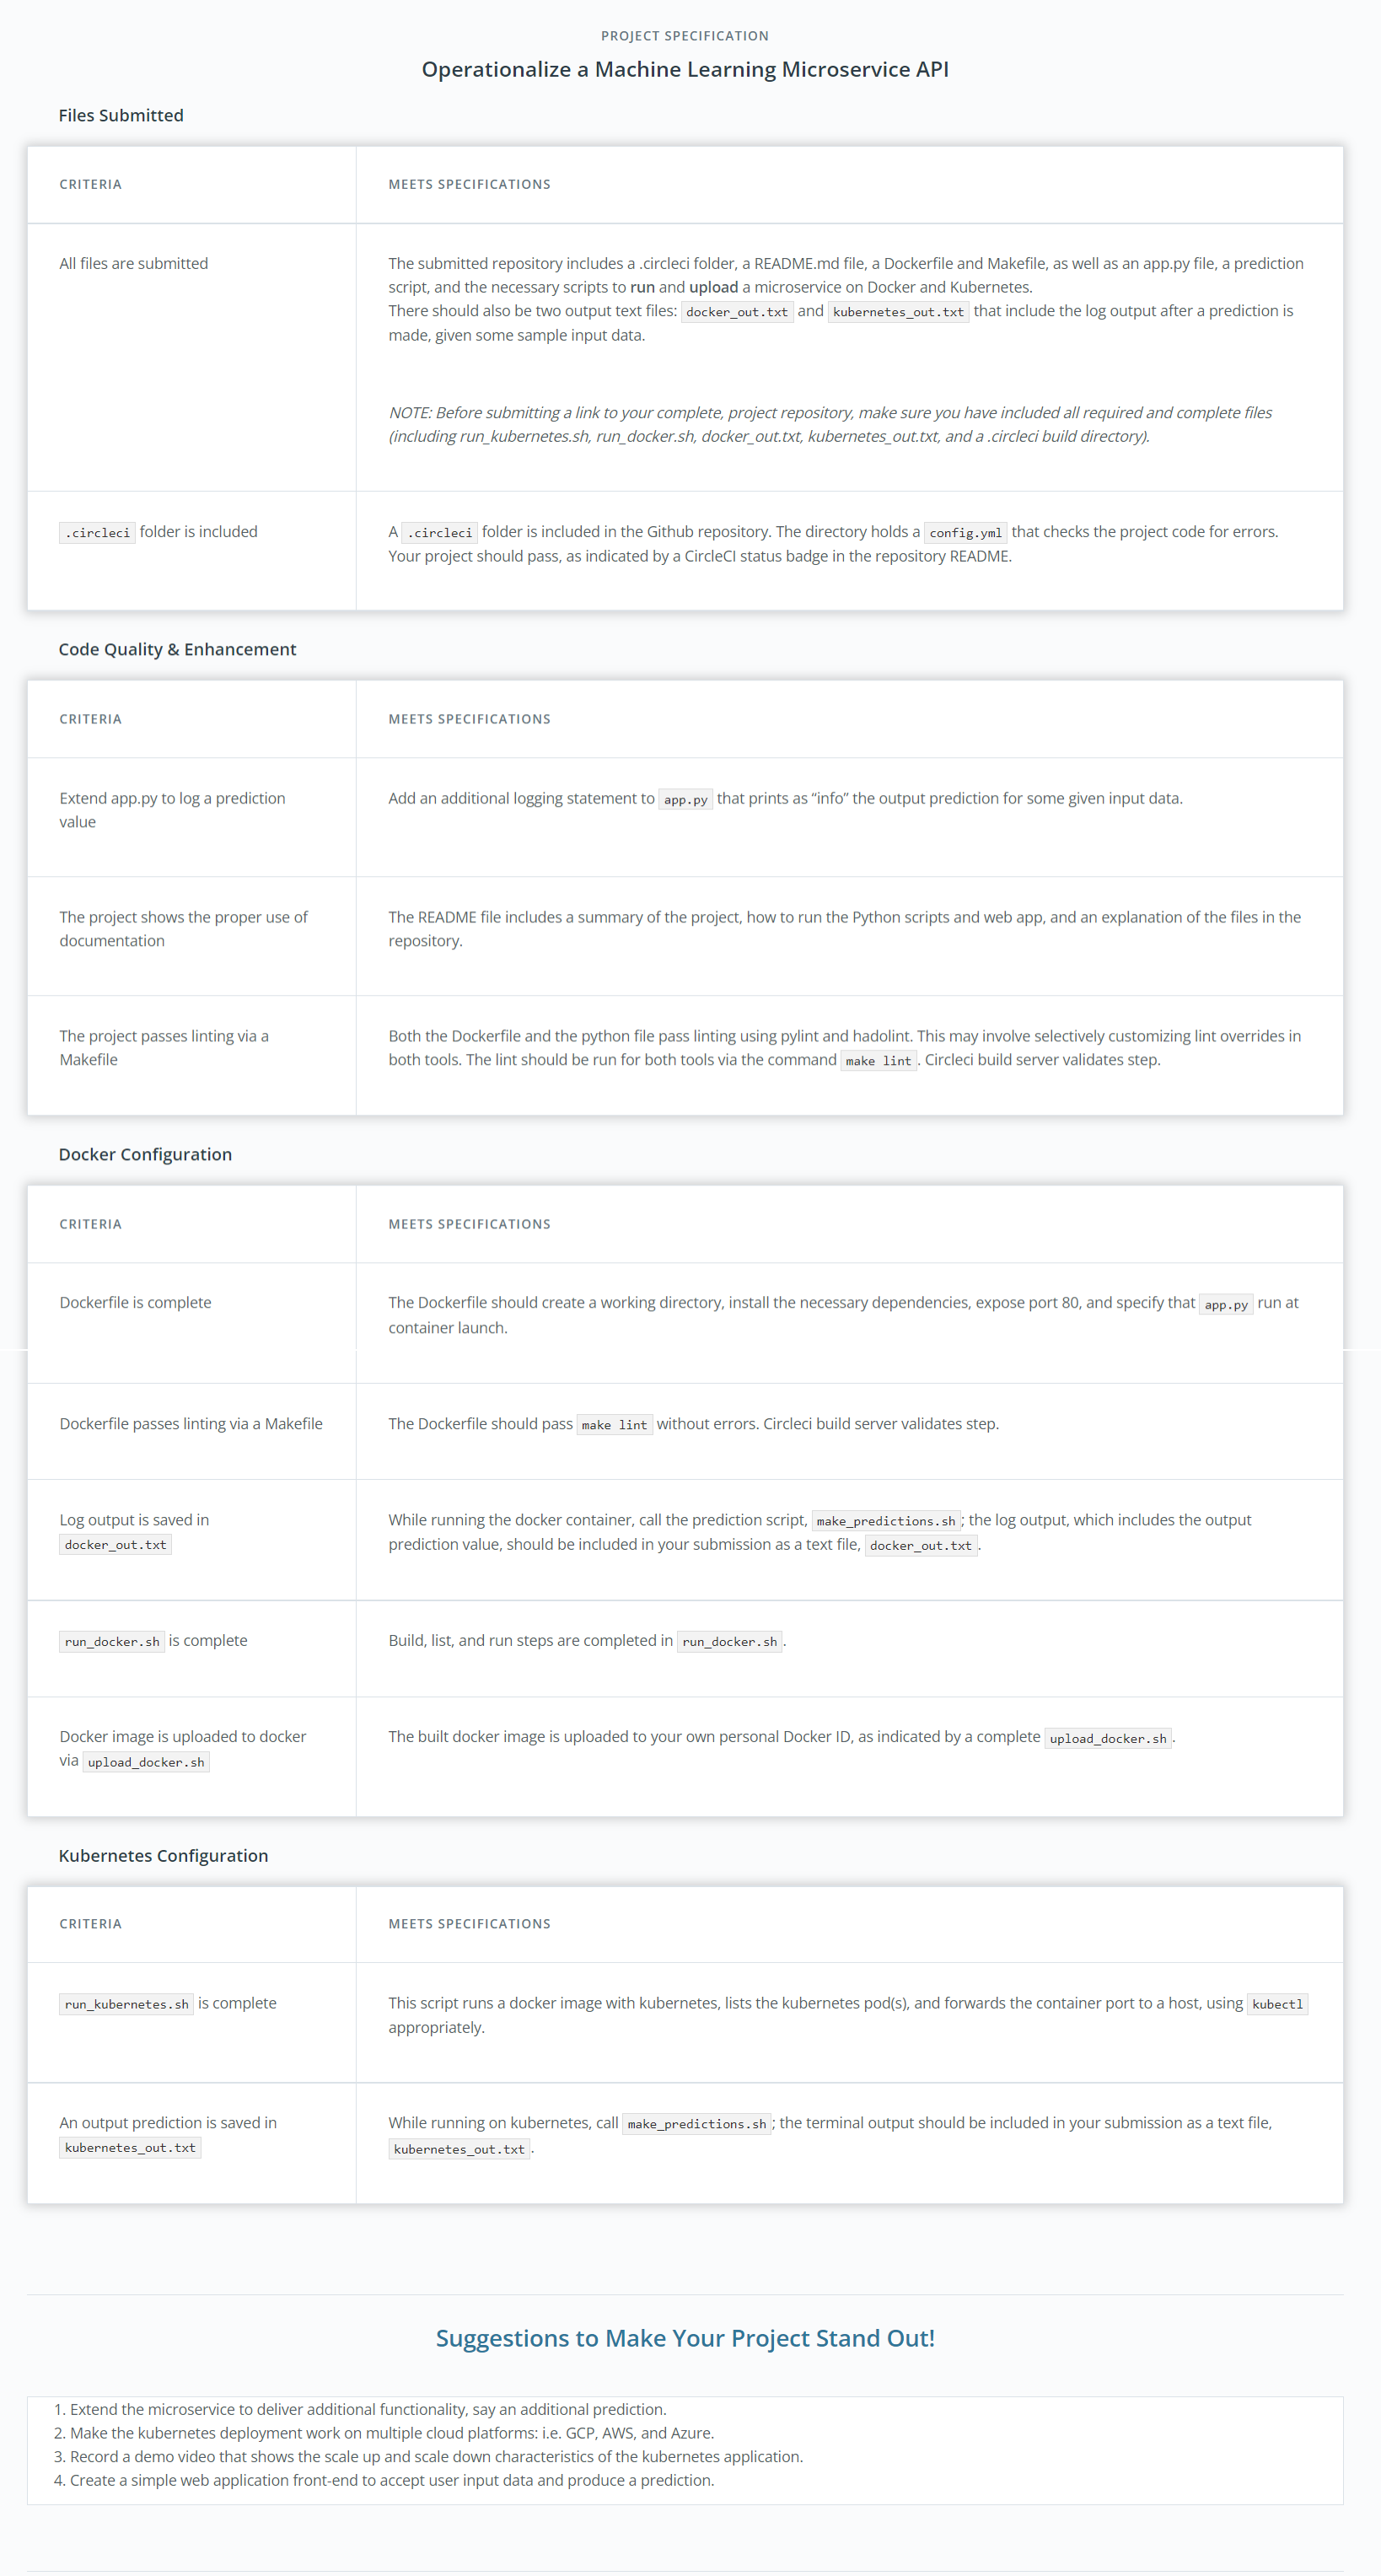 PROJECT SPECIFICATION
Operationalize a Machine Learning Microservice API
Files Submitted
CRITERIA
MEETS SPECIFICATIONS
All files are submitted
The submitted repository includes a .circleci folder, a README.md file, a Dockerfile and Makefile, as well as an app.py file, a prediction
script, and the necessary scripts to run and upload a microservice on Docker and Kubernetes.
There should also be two output text files: docker_out.txt and kubernetes_out.txt that include the log output after a prediction is
made, given some sample input data.
NOTE: Before submitting a link to your complete, project repository, make sure you have included all required and complete files
(including run_kubernetes.sh, run_docker.sh, docker_out.txt, kubernetes_out.txt, and a .circleci build directory).
.circleci folder is included
A .circleci folder is included in the Github repository. The directory holds a config.yml that checks the project code for errors.
Your project should pass, as indicated by a CircleCI status badge in the repository README.
Code Quality & Enhancement
CRITERIA
MEETS SPECIFICATIONS
Extend app.py to log a prediction
value
Add an additional logging statement to app.py that prints as “info” the output prediction for some given input data.
The project shows the proper use of
documentation
The README file includes a summary of the project, how to run the Python scripts and web app, and an explanation of the files in the
repository.
The project passes linting via a
Makefile
Both the Dockerfile and the python file pass linting using pylint and hadolint. This may involve selectively customizing lint overrides in
both tools. The lint should be run for both tools via the command make lint. Circleci build server validates step.
Docker Configuration
CRITERIA
MEETS SPECIFICATIONS
Dockerfile is complete
The Dockerfile should create a working directory, install the necessary dependencies, expose port 80, and specify that app.py run at
container launch.
Dockerfile passes linting via a Makefile
The Dockerfile should pass make lint without errors. Circleci build server validates step.
Log output is saved in
docker_out.txt
While running the docker container, call the prediction script, make_predictions.sh; the log output, which includes the output
prediction value, should be included in your submission as a text file, docker_out.txt.
run_docker.sh is complete
Build, list, and run steps are completed in run_docker.sh.
Docker image is uploaded to docker
via upload_docker.sh
The built docker image is uploaded to your own personal Docker ID, as indicated by a complete upload_docker.sh.
Kubernetes Configuration
CRITERIA
MEETS SPECIFICATIONS
run_kubernetes.sh is complete
This script runs a docker image with kubernetes, lists the kubernetes pod(s), and forwards the container port to a host, using kubectl
appropriately.
An output prediction is saved in
kubernetes_out.txt
While running on kubernetes, call make_predictions.sh; the terminal output should be included in your submission as a text file,
kubernetes_out.txt.
Suggestions to Make Your Project Stand Out!
1. Extend the microservice to deliver additional functionality, say an additional prediction.
2. Make the kubernetes deployment work on multiple cloud platforms: i.e. GCP, AWS, and Azure.
3. Record a demo video that shows the scale up and scale down characteristics of the kubernetes application.
4. Create a simple web application front-end to accept user input data and produce a prediction.